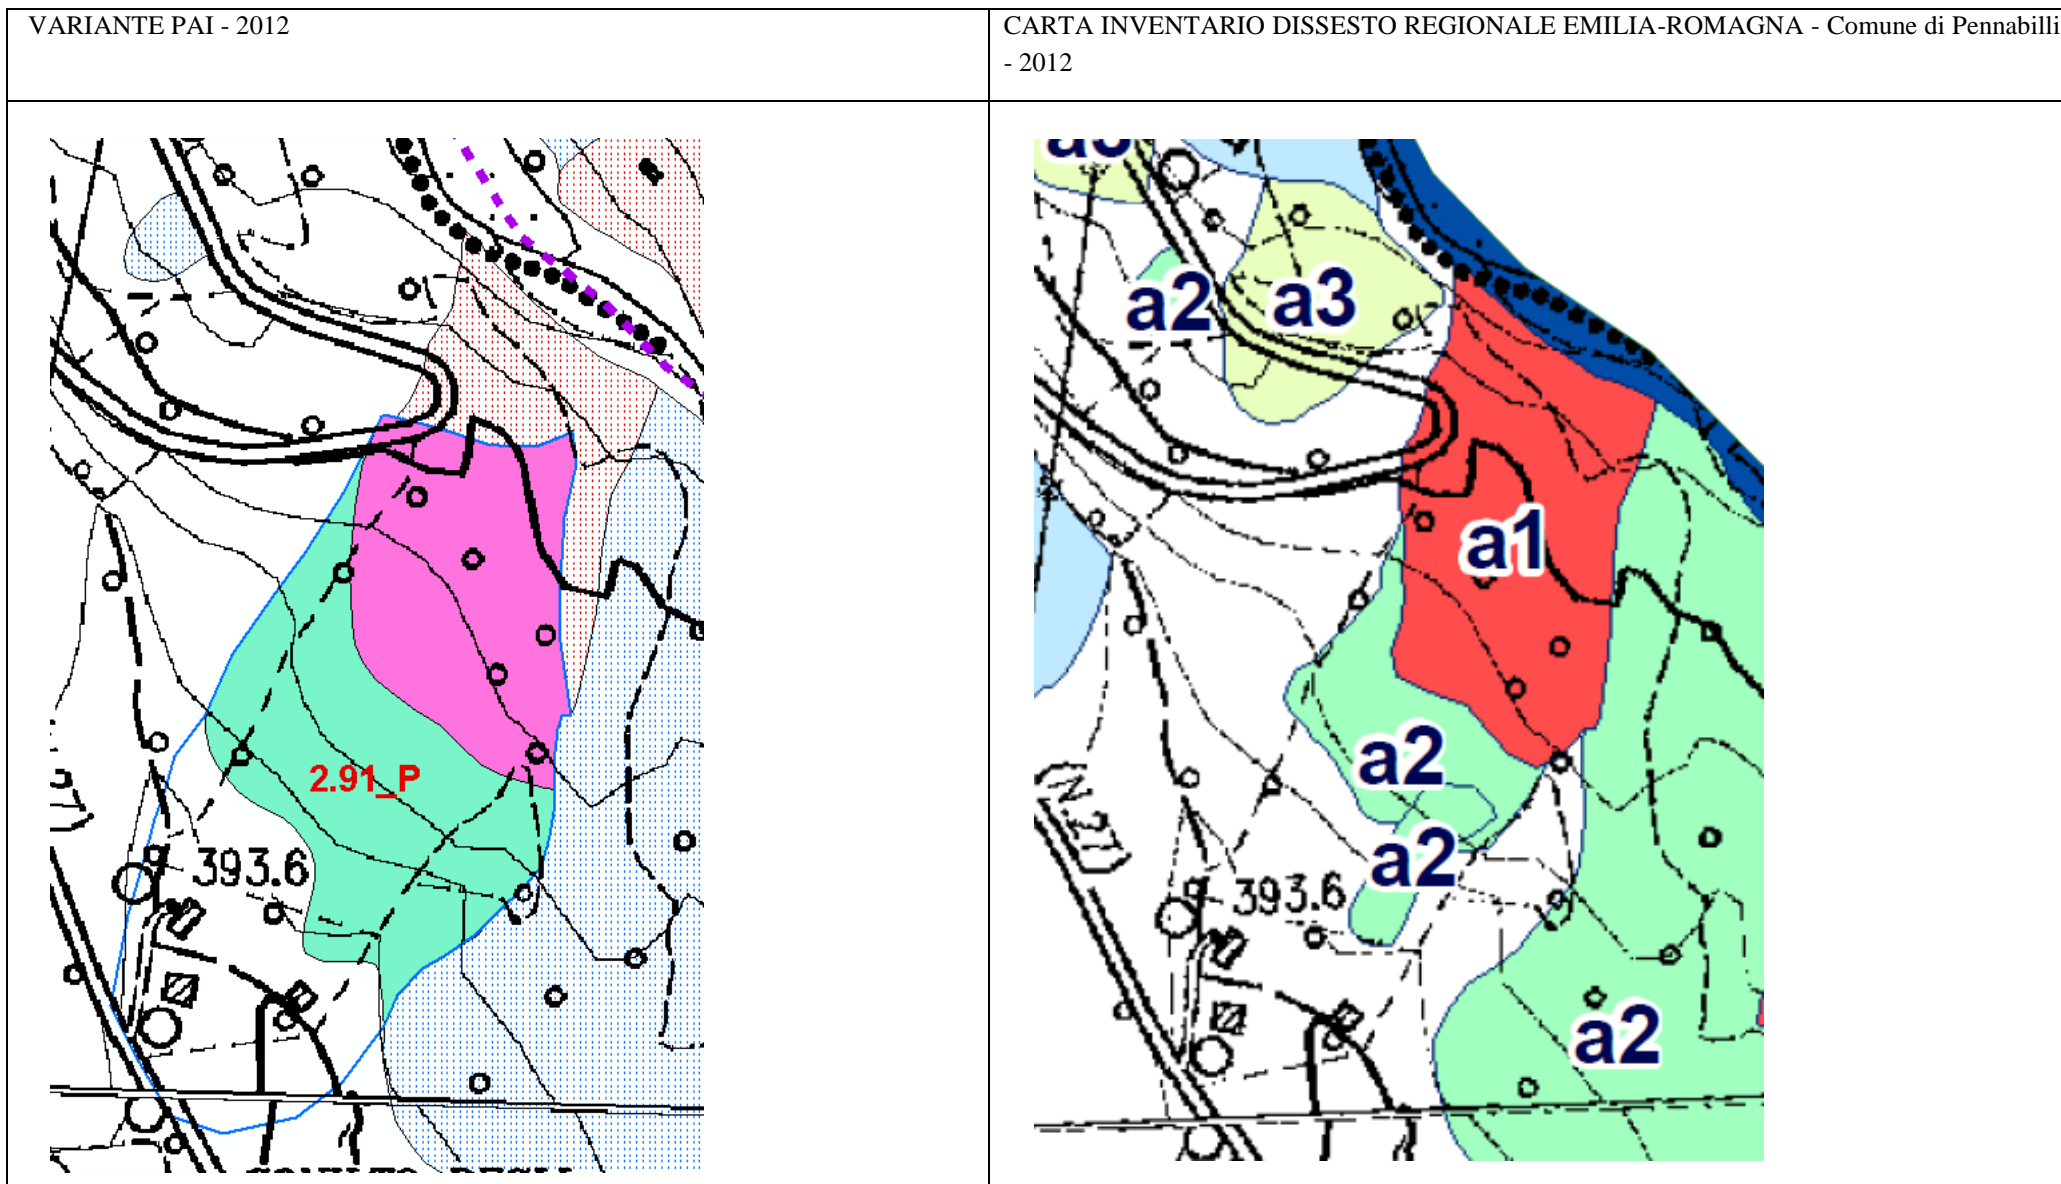 VARIANTE PAI - 2012
CARTA INVENTARIO DISSESTO REGIONALE EMILIA-ROMAGNA - Comune di Pennabilli
- 2012
2.91_P
393.6
a2
a3
a1
a2
a2
(N.27)
393.6
a2